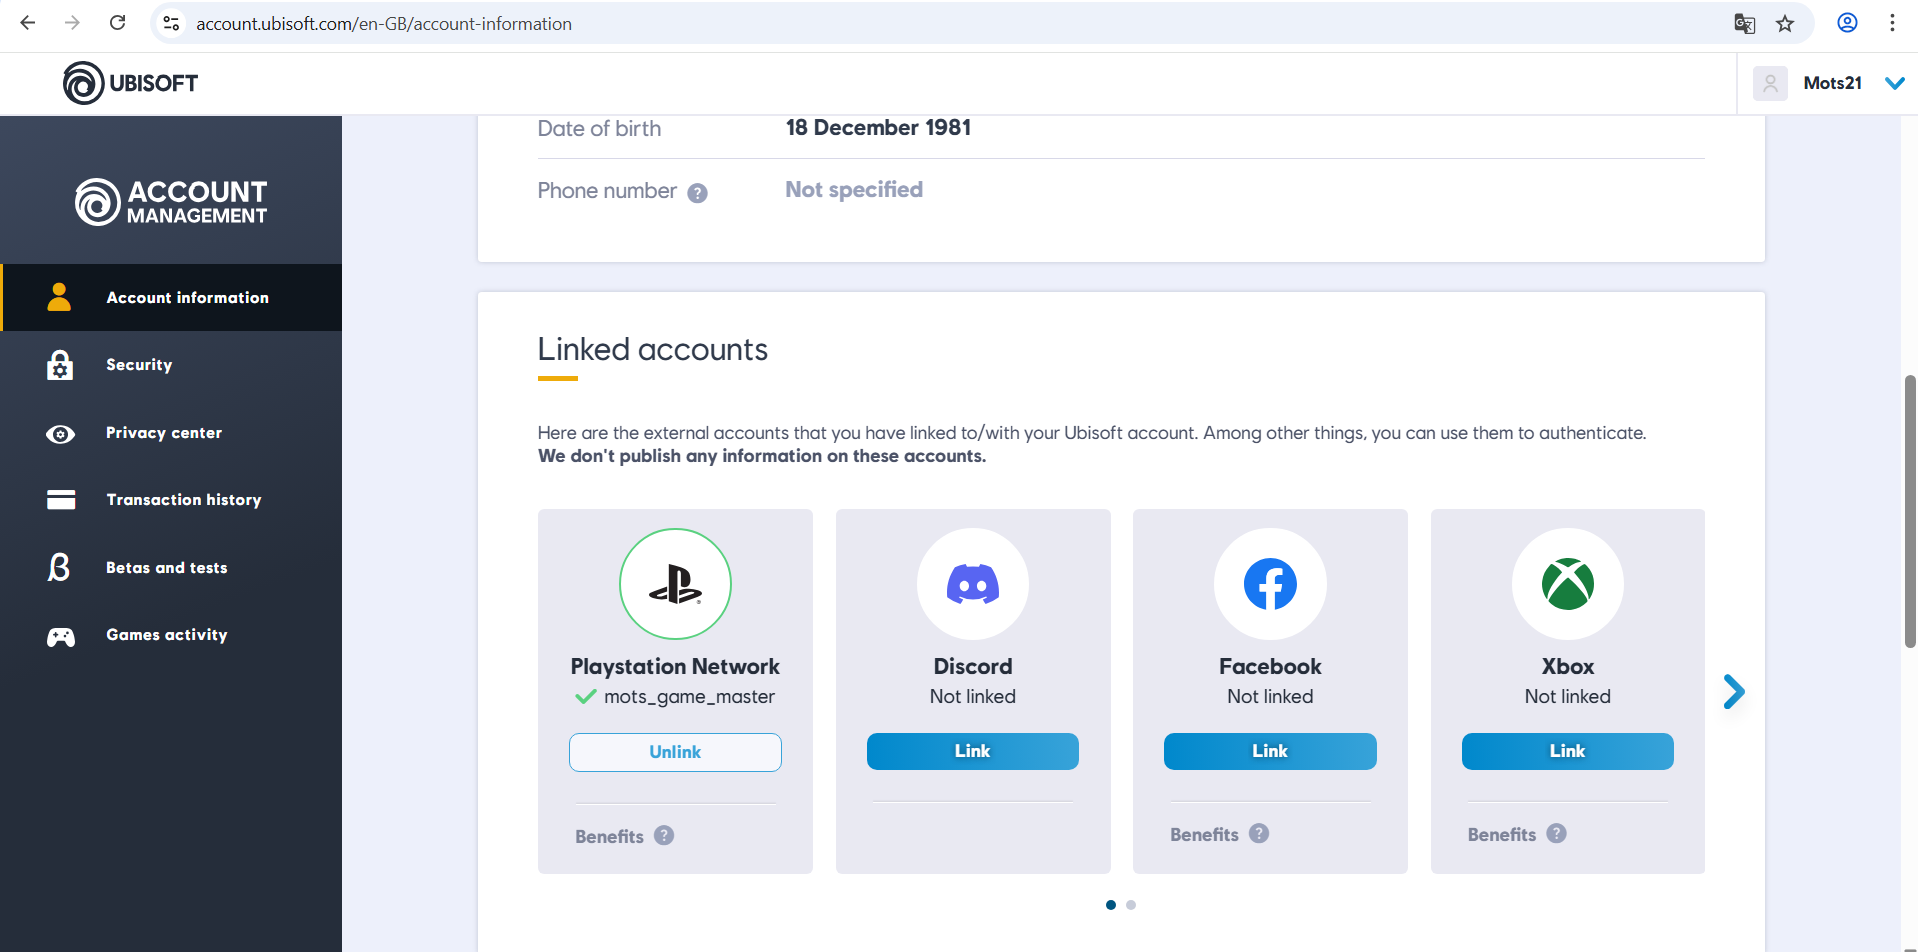 account.ubisoft.com/en-GB/account-information
UBISOFT
Mots21
ACCOUNT
MANAGEMENT
Account information
Security
Privacy center
Transaction history
Betas and tests
Games activity
Date of birth
18 December 1981
Phone number ?
Not specified
Linked accounts
Here are the external accounts that you have linked to/with your Ubisoft account. Among other things, you can use them to authenticate.
We don't publish any information on these accounts.
Playstation Network
mots_game_master
Unlink
Benefits ?
Discord
Not linked
Link
Facebook
Not linked
Link
Benefits ?
Xbox
Not linked
Link
Benefits ?